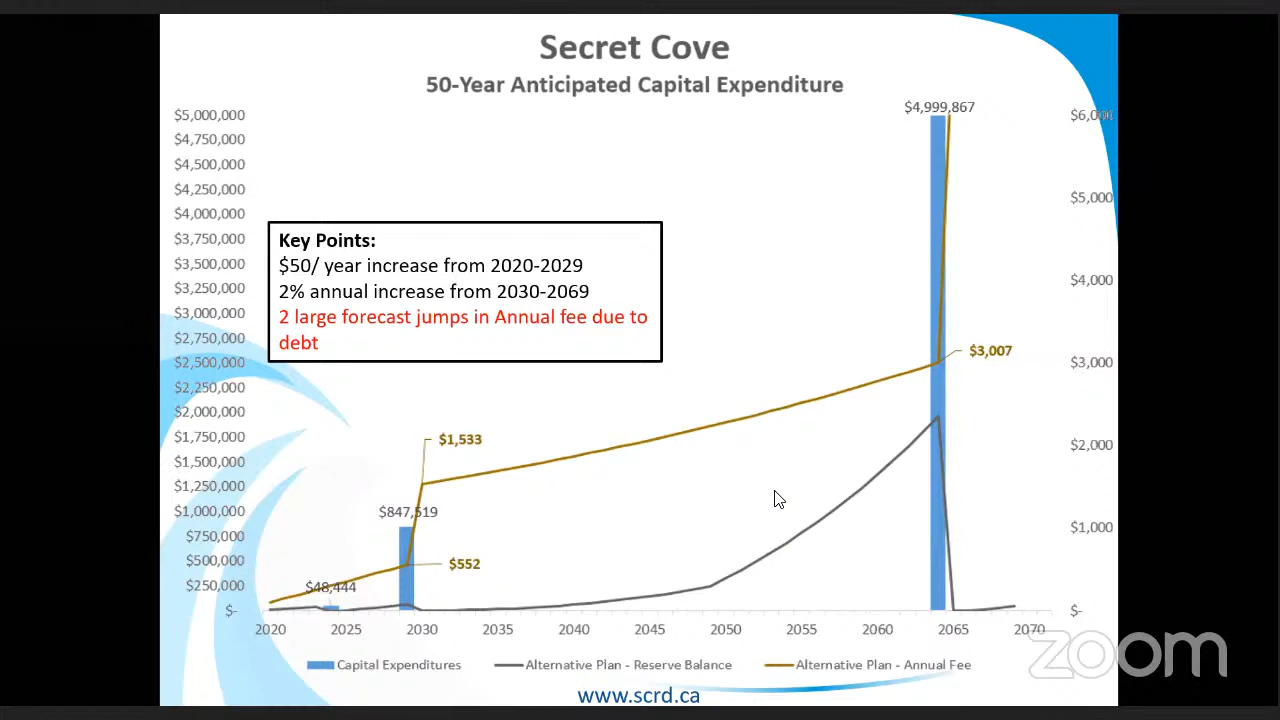 Secret Cove
50-Year Anticipated Capital Expenditure
$5,000,000
$4,750,000
$4,500,000
$4,250,000
$4,000,000
$3,750,000
$3,500,000
$3,250,000
$3,000,000
$2,750,000
$2,500,000
$2,250,000
$2,000,000
$1,750,000
$1,500,000
$1,250,000
$1,000,000
$750,000
$500,000
$250,000
$-
Key Points:
$50/ year increase from 2020-2029
2% annual increase from 2030-2069
2 large forecast jumps in Annual fee due to
debt
$4,999,867
$3,007
$1,533
$847,519
$552
$48,444
$6,000
$5,000
$4,000
$3,000
$2,000
$1,000
$-
2020 2025 2030 2035 2040 2045 2050 2055 2060 2065 2070
Capital Expenditures
Alternative Plan - Reserve Balance
Alternative Plan - Annual Fee
www.scrd.ca
zoom